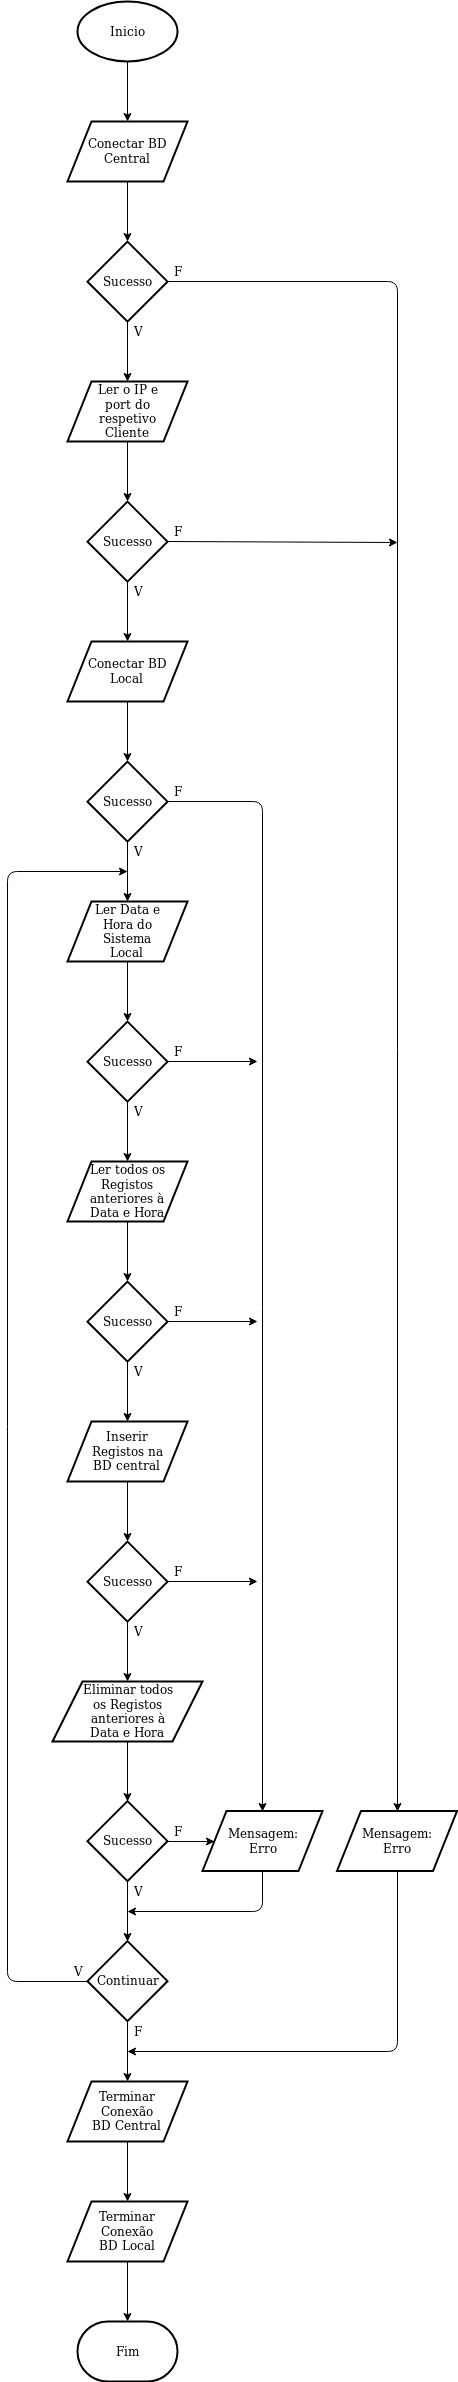 Inicio
Conectar BD
Central
Sucesso
F
V
Ler o IP e
port do
respetivo
Cliente
Sucesso
F
V
Conectar BD
Local
Sucesso
F
V
Ler Data e
Hora do
Sistema
Local
Sucesso
F
V
Ler todos os
Registos
anteriores à
Data e Hora
Sucesso
F
V
Inserir
Registos na
BD central
Sucesso
F
V
Eliminar todos
os Registos
anteriores à
Data e Hora
Sucesso
F
Mensagem:
Erro
Mensagem:
Erro
V
V
Continuar
F
Terminar
Conexão
BD Central
Terminar
Conexão
BD Local
Fim